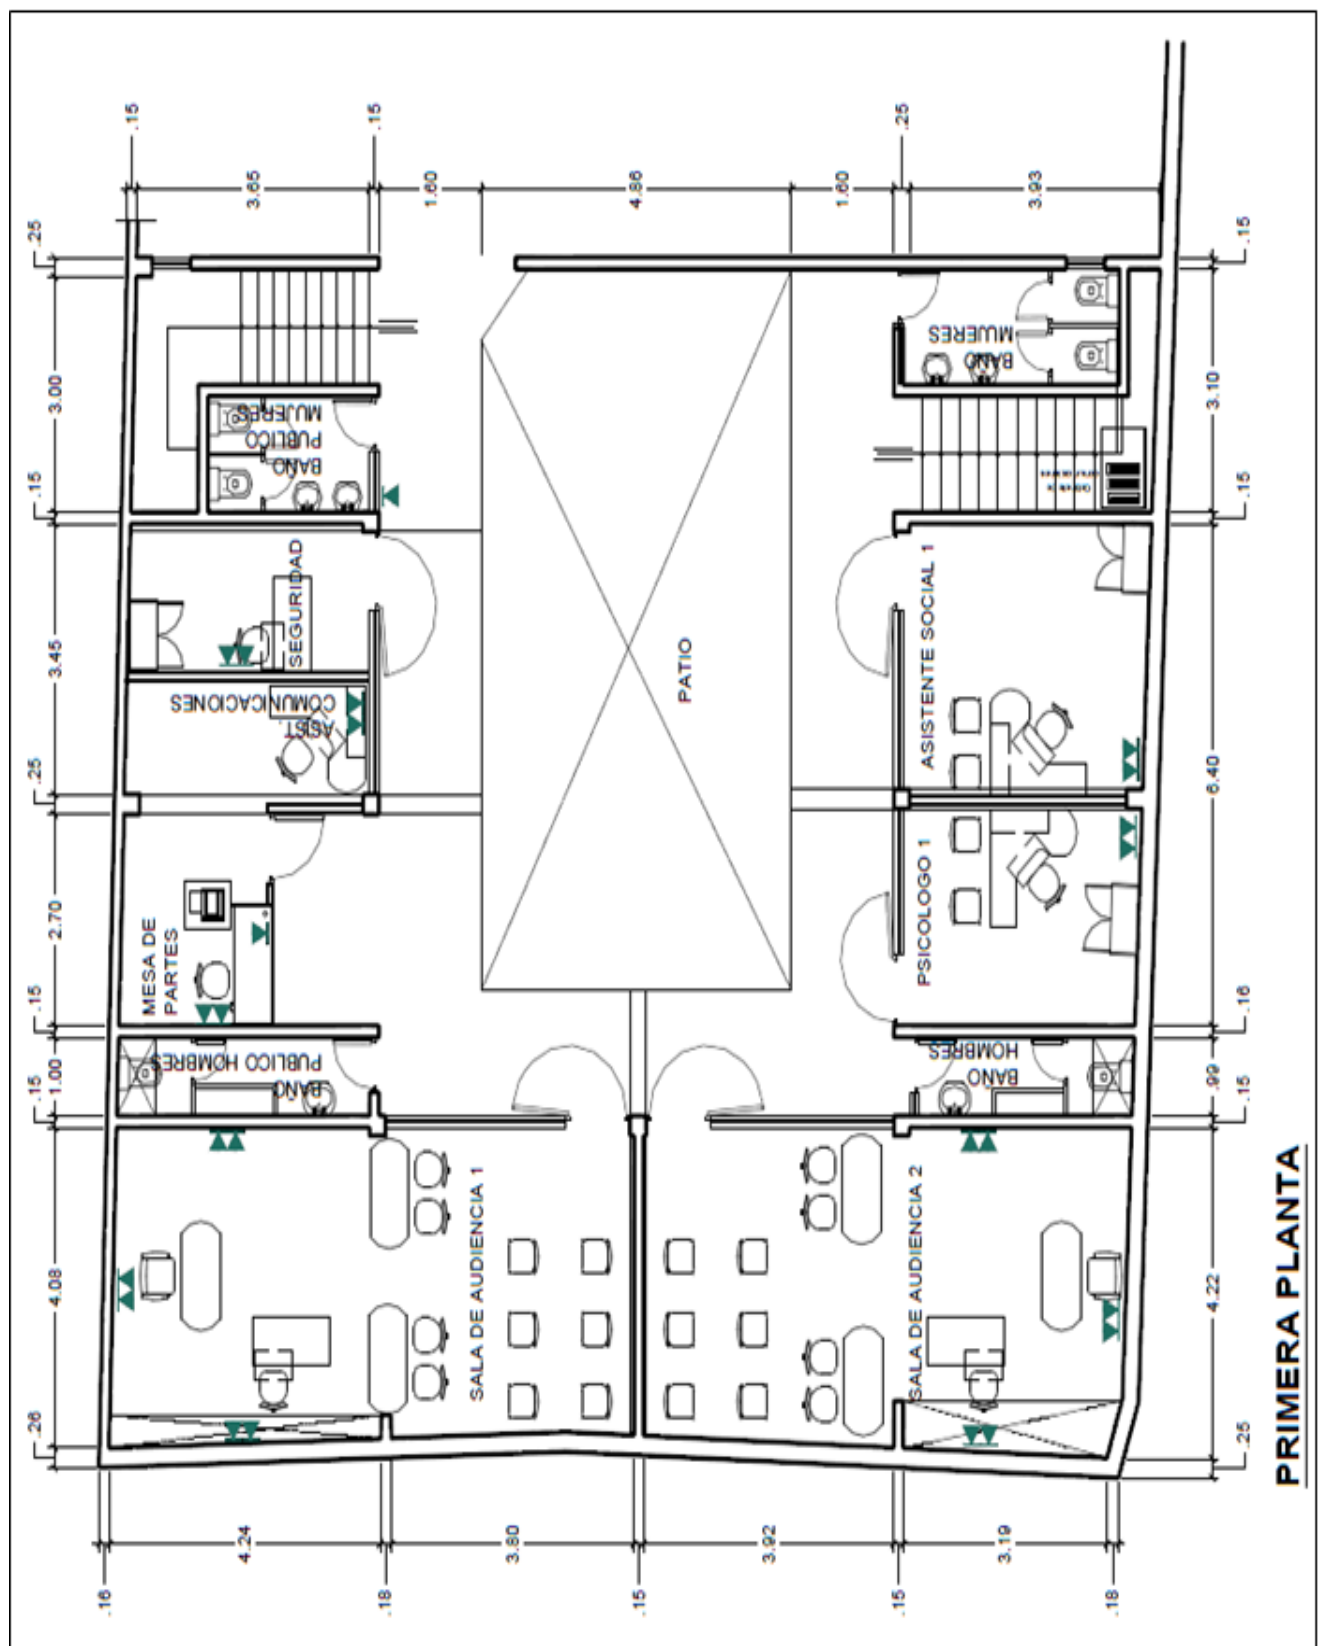 .15
.15
.25
3.65
1.60
4.86
1.60
3.93
.25
.15
3.00
3.10
.15
.15
3.45
6.40
.25
2.70
.15
.16
1.00
.99
.15
.15
4.08
4.22
.26
.25
4.24
3.80
3.92
3.19
.16
.18
.15
.15
.18
BAÑO
PUBLICO
MUJERES
BAÑO
MUJERES
SEGURIDAD
ASIST.
COMUNICACIONES
PATIO
ASISTENTE SOCIAL 1
MESA DE
PARTES
PSICOLOGO 1
BAÑO
PUBLICO HOMBRES
BAÑO
HOMBRES
SALA DE AUDIENCIA 1
SALA DE AUDIENCIA 2
PRIMERA PLANTA